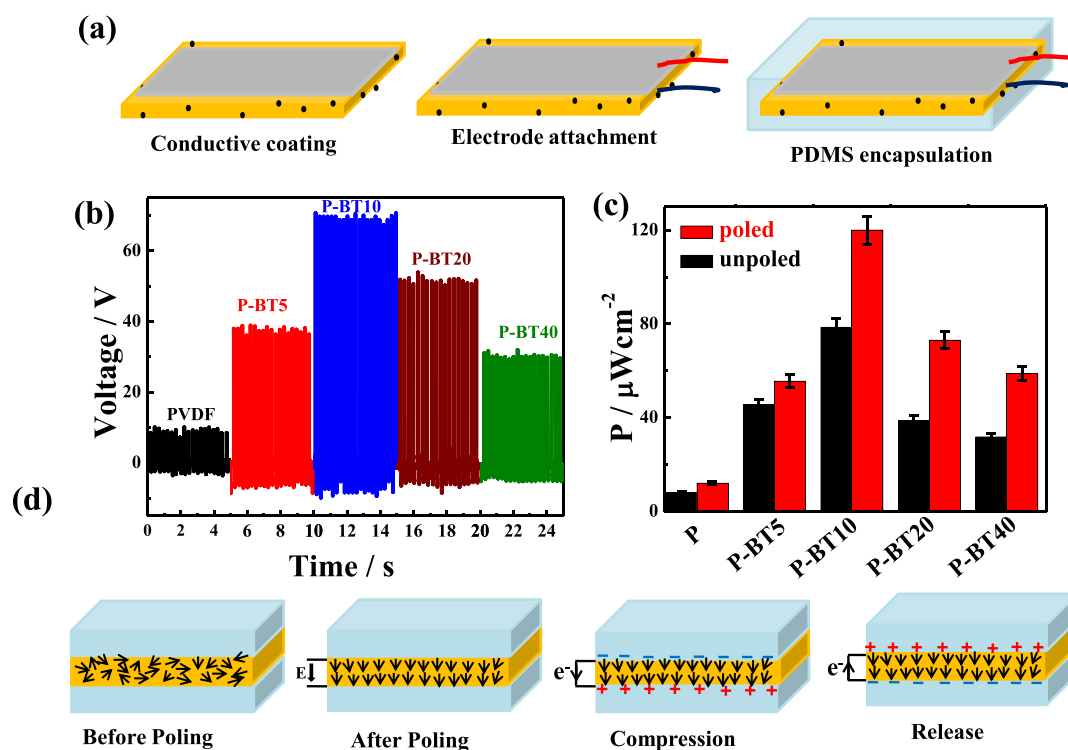 (a)
Conductive coating
Electrode attachment
PDMS encapsulation
(b)
Voltage / V
60
40
20
0
PVDF
P-BT5
P-BT10
P-BT20
P-BT40
0 2 4 6 8 10 12 14 16 18 20 22 24
Time / s
(c)
P / μWcm⁻²
120
80
40
0
poled
unpoled
P
P-BT5
P-BT10
P-BT20
P-BT40
(d)
Before Poling
E
After Poling
e⁻
- - - - - - - -
+ + + + + + +
Compression
+ + + + + + + +
e⁻
- - - - - - - -
Release